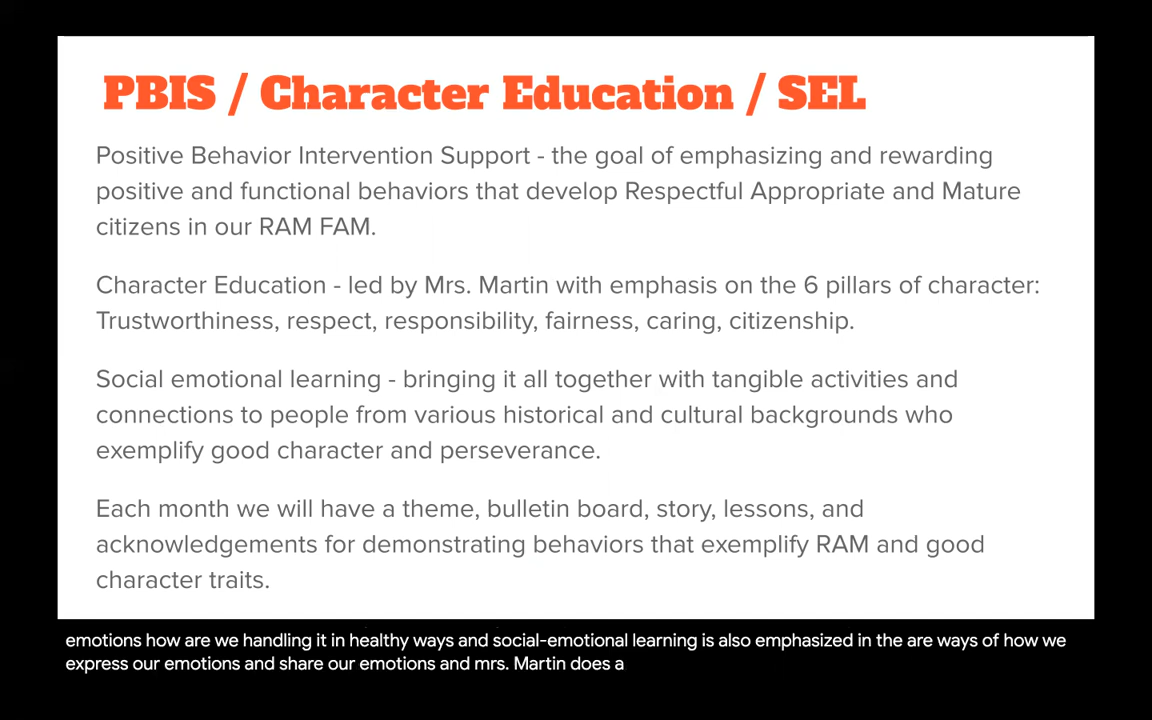 PBIS / Character Education / SEL
Positive Behavior Intervention Support - the goal of emphasizing and rewarding
positive and functional behaviors that develop Respectful Appropriate and Mature
citizens in our RAM FAM.
Character Education - led by Mrs. Martin with emphasis on the 6 pillars of character:
Trustworthiness, respect, responsibility, fairness, caring, citizenship.
Social emotional learning - bringing it all together with tangible activities and
connections to people from various historical and cultural backgrounds who
exemplify good character and perseverance.
Each month we will have a theme, bulletin board, story, lessons, and
acknowledgements for demonstrating behaviors that exemplify RAM and good
character traits.
emotions how are we handling it in healthy ways and social-emotional learning is also emphasized in the are ways of how we
express our emotions and share our emotions and mrs. Martin does a